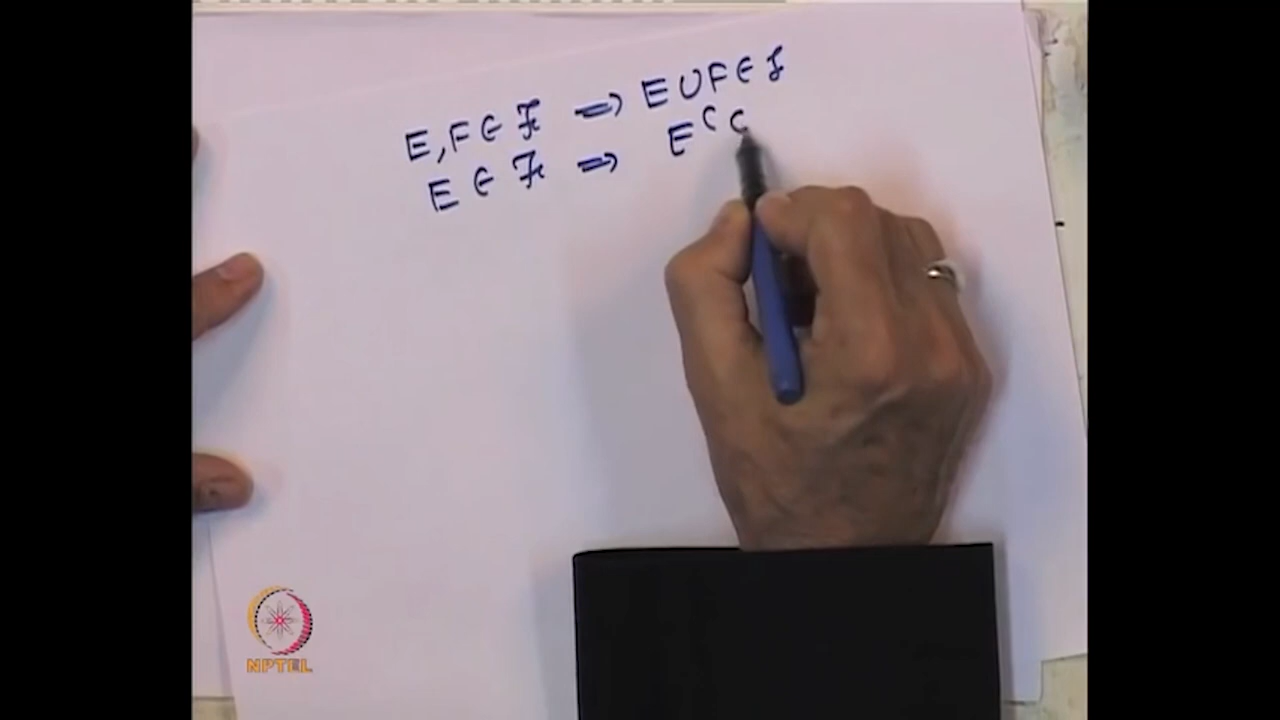 E, F ∈ ℱ ⇒ E ∪ F ∈ ℱ
E ∈ ℱ ⇒ E^c
NPTEL